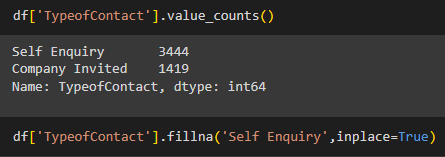 df['TypeofContact'].value_counts()
Self Enquiry       3444
Company Invited    1419
Name: TypeofContact, dtype: int64
df['TypeofContact'].fillna('Self Enquiry',inplace=True)